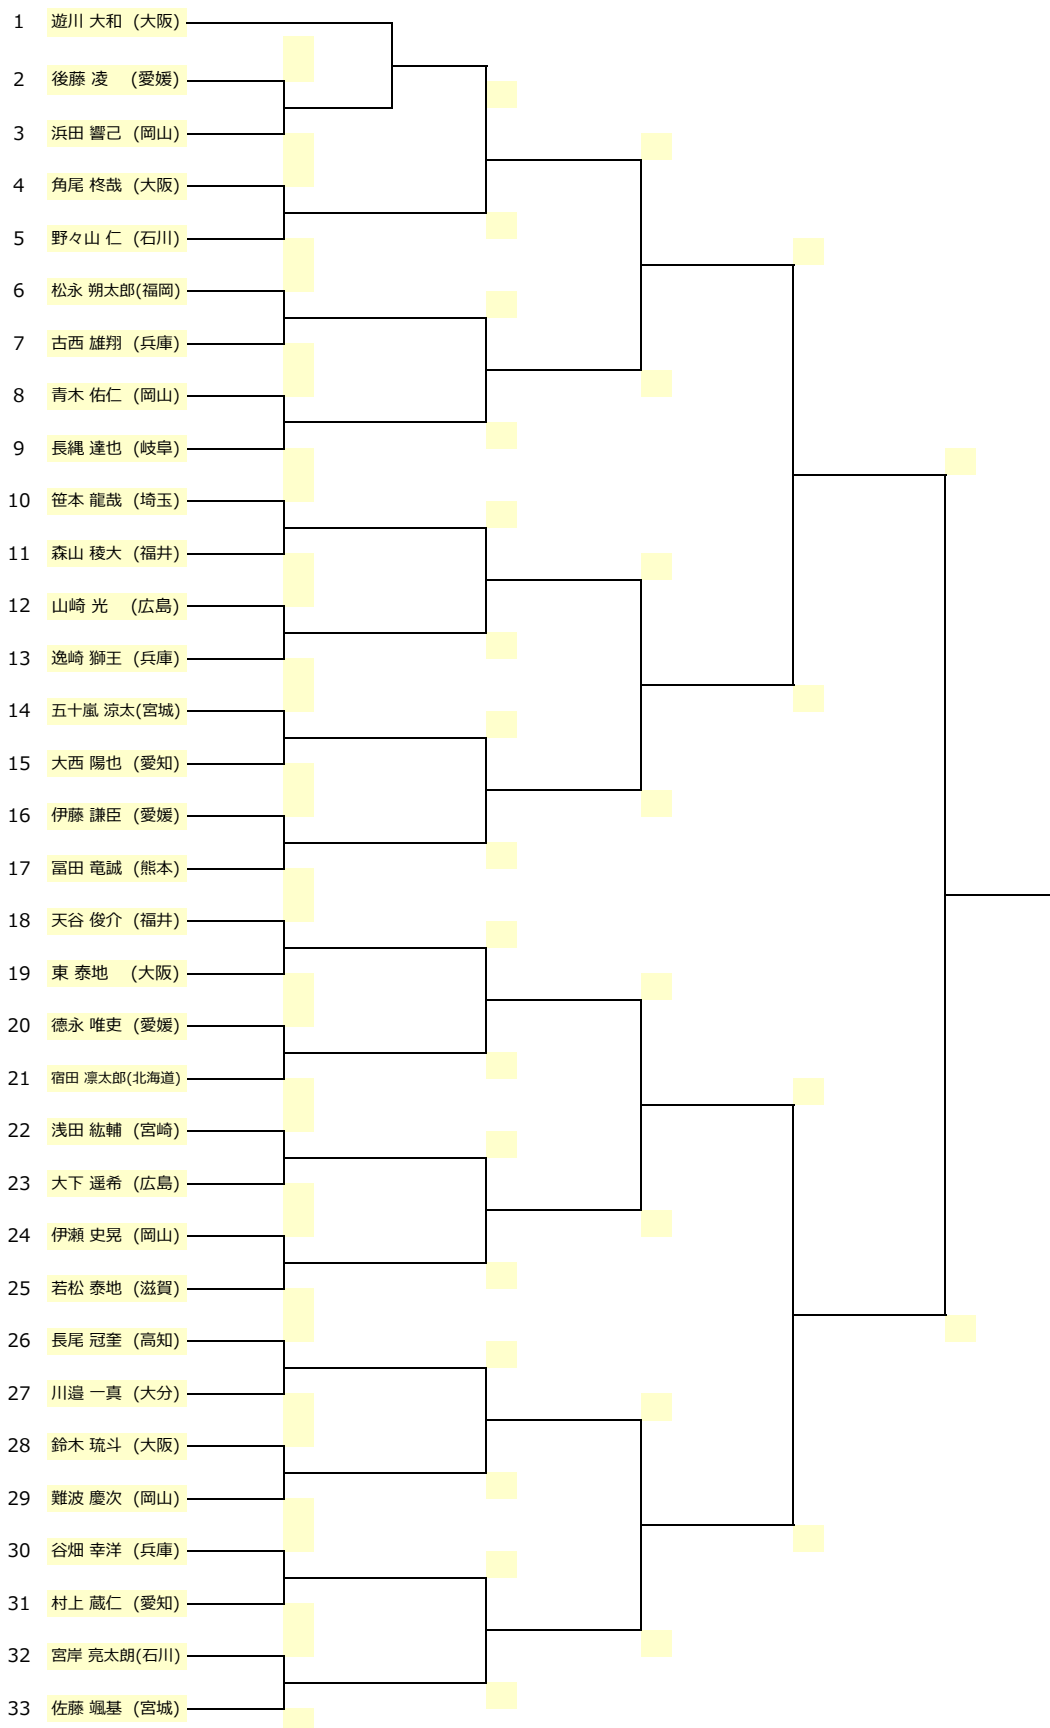 1 遊川 大和 (大阪)
2 後藤 凌 (愛媛)
3 浜田 響己 (岡山)
4 角尾 柊哉 (大阪)
5 野々山 仁 (石川)
6 松永 朔太郎(福岡)
7 古西 雄翔 (兵庫)
8 青木 佑仁 (岡山)
9 長縄 達也 (岐阜)
10 笹本 龍哉 (埼玉)
11 森山 稜大 (福井)
12 山崎 光 (広島)
13 逸崎 獅王 (兵庫)
14 五十嵐 涼太(宮城)
15 大西 陽也 (愛知)
16 伊藤 謙臣 (愛媛)
17 冨田 竜誠 (熊本)
18 天谷 俊介 (福井)
19 東 泰地 (大阪)
20 德永 唯吏 (愛媛)
21 宿田 凛太郎(北海道)
22 浅田 紘輔 (宮崎)
23 大下 遥希 (広島)
24 伊瀬 史晃 (岡山)
25 若松 泰地 (滋賀)
26 長尾 冠奎 (高知)
27 川邉 一真 (大分)
28 鈴木 琉斗 (大阪)
29 難波 慶次 (岡山)
30 谷畑 幸洋 (兵庫)
31 村上 蔵仁 (愛知)
32 宮岸 亮太朗(石川)
33 佐藤 颯基 (宮城)